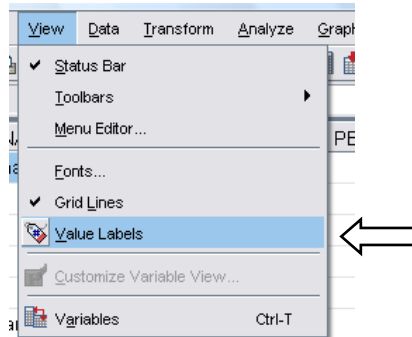 View Data Transform Analyze Graph
Status Bar
Toolbars
Menu Editor...
PE
Fonts...
Grid Lines
Value Labels
Customize Variable View...
Variables Ctrl-T